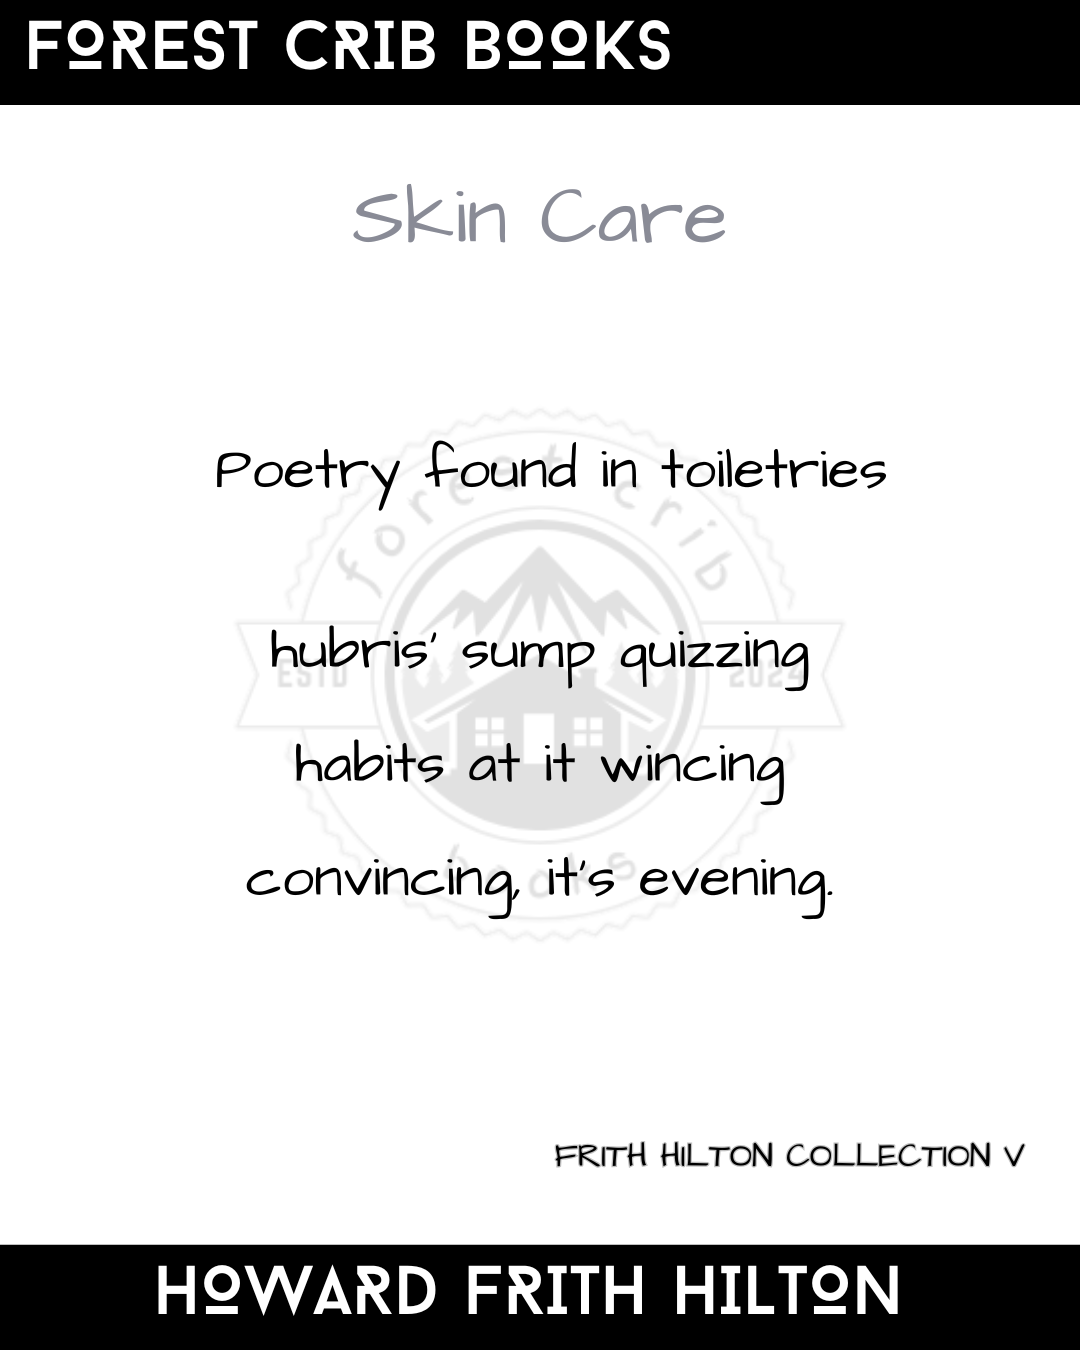 FOREST CRIB BOOKS
Skin Care
Poetry found in toiletries
hubris' sump quizzing
habits at it wincing
convincing, it's evening.
forest crib
ESTD 2024
books
FRITH HILTON COLLECTION V
HOWARD FRITH HILTON